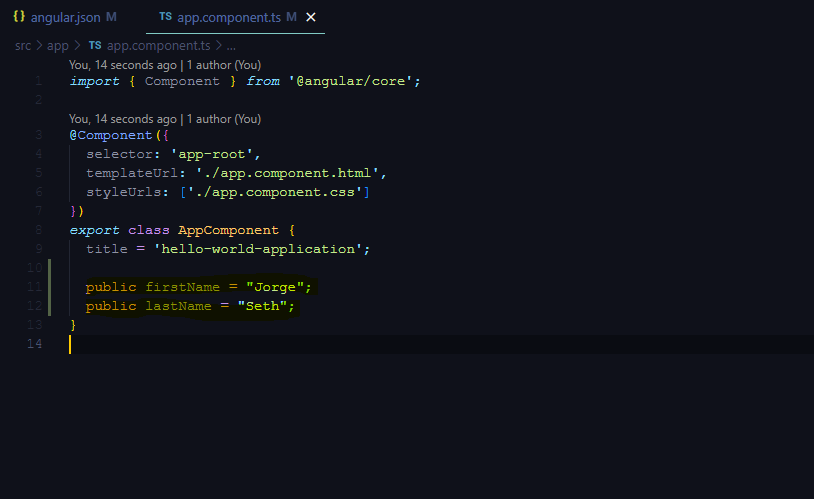 {} angular.json M TS app.component.ts M ×
src > app > TS app.component.ts > ...
You, 14 seconds ago | 1 author (You)
1 import { Component } from '@angular/core';
2
You, 14 seconds ago | 1 author (You)
3 @Component({
4 selector: 'app-root',
5 templateUrl: './app.component.html',
6 styleUrls: ['./app.component.css']
7 })
8 export class AppComponent {
9 title = 'hello-world-application';
10
11 public firstName = "Jorge";
12 public lastName = "Seth";
13 }
14